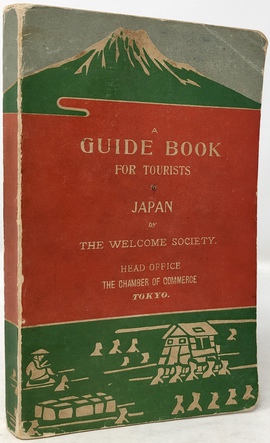 A
GUIDE BOOK
FOR TOURISTS
in
JAPAN
BY
THE WELCOME SOCIETY.
HEAD OFFICE
THE CHAMBER OF COMMERCE
TOKYO.